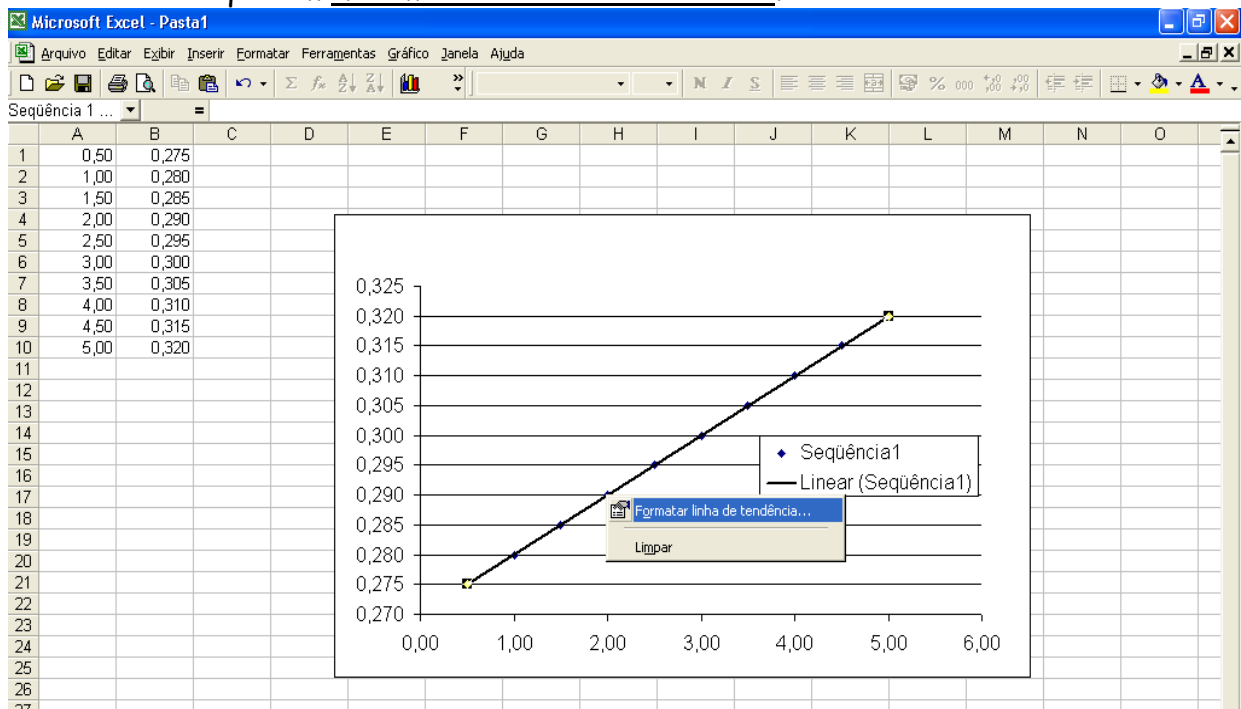 Microsoft Excel - Pasta1
Arquivo Editar Exibir Inserir Formatar Ferramentas Gráfico Janela Ajuda
N I S % 000
Seqüência 1 ... =
A B C D E F G H I J K L M N O
1 0,50 0,275
2 1,00 0,280
3 1,50 0,285
4 2,00 0,290
5 2,50 0,295
6 3,00 0,300
7 3,50 0,305
8 4,00 0,310
9 4,50 0,315
10 5,00 0,320
11
12
13
14
15
16
17
18
19
20
21
22
23
24
25
26
27
0,325
0,320
0,315
0,310
0,305
0,300
0,295
0,290
0,285
0,280
0,275
0,270
0,00 1,00 2,00 3,00 4,00 5,00 6,00
Seqüência1
Linear (Seqüência1)
Formatar linha de tendência...
Limpar